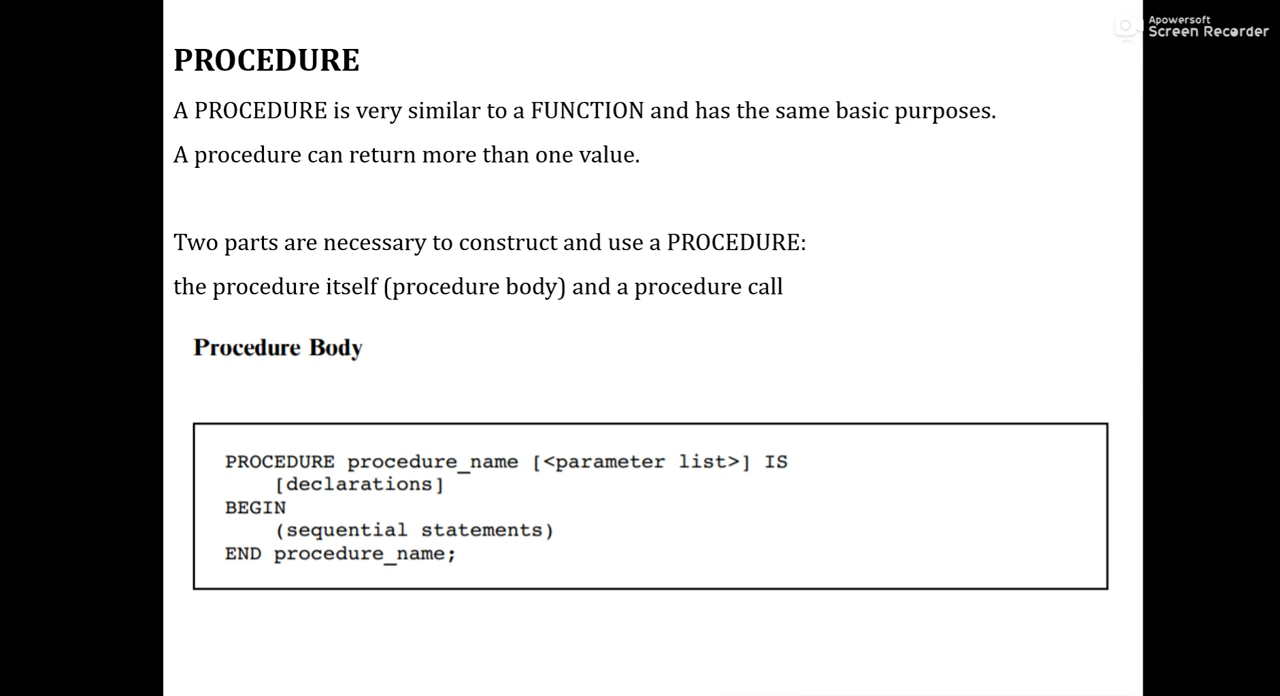 Apowersoft
Screen Recorder
PROCEDURE
A PROCEDURE is very similar to a FUNCTION and has the same basic purposes.
A procedure can return more than one value.
Two parts are necessary to construct and use a PROCEDURE:
the procedure itself (procedure body) and a procedure call
Procedure Body
PROCEDURE procedure_name [<parameter list>] IS
[declarations]
BEGIN
(sequential statements)
END procedure_name;